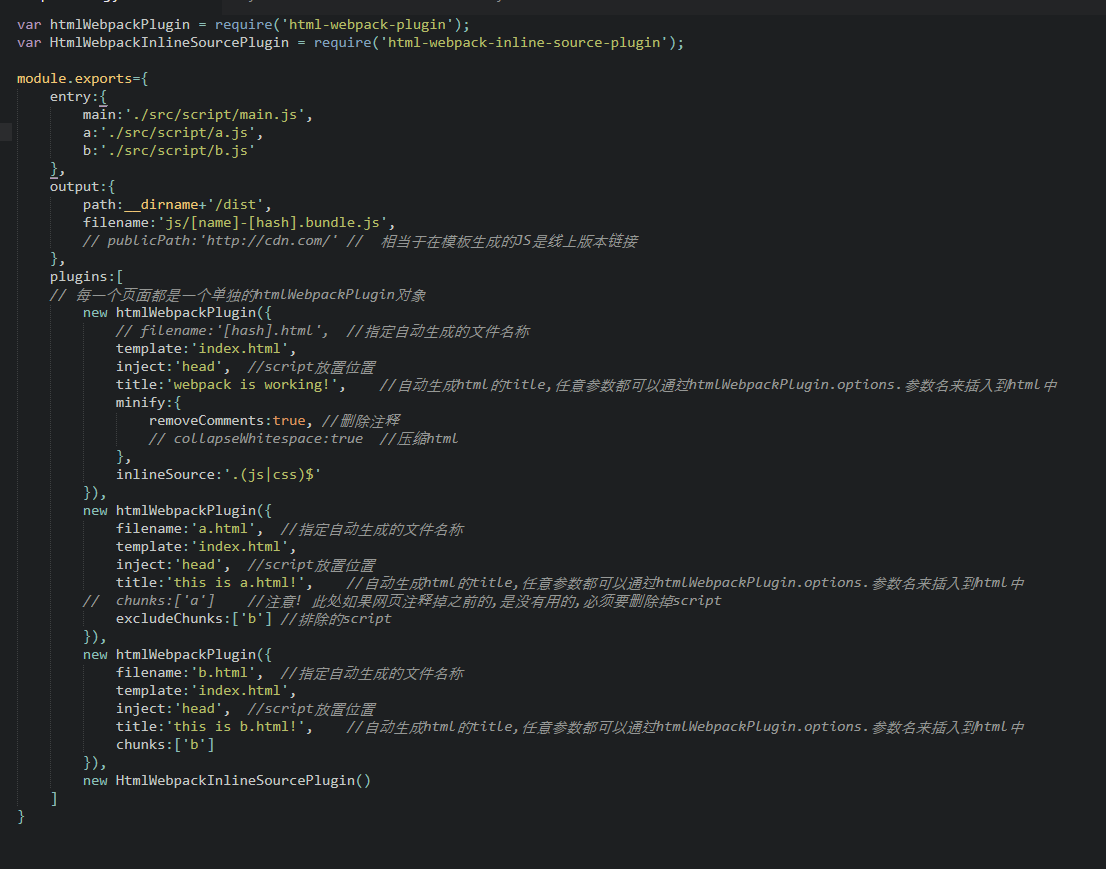 var htmlWebpackPlugin = require('html-webpack-plugin');
var HtmlWebpackInlineSourcePlugin = require('html-webpack-inline-source-plugin');
module.exports={
entry:{
main:'./src/script/main.js',
a:'./src/script/a.js',
b:'./src/script/b.js'
},
output:{
path:__dirname+'/dist',
filename:'js/[name]-[hash].bundle.js',
// publicPath:'http://cdn.com/' // 相当于在模板生成的JS是线上版本链接
},
plugins:[
// 每一个页面都是一个单独的htmlWebpackPlugin对象
new htmlWebpackPlugin({
// filename:'[hash].html', //指定自动生成的文件名称
template:'index.html',
inject:'head', //script放置位置
title:'webpack is working!', //自动生成html的title,任意参数都可以通过htmlWebpackPlugin.options.参数名来插入到html中
minify:{
removeComments:true, //删除注释
// collapseWhitespace:true //压缩html
},
inlineSource:'.(js|css)$'
}),
new htmlWebpackPlugin({
filename:'a.html', //指定自动生成的文件名称
template:'index.html',
inject:'head', //script放置位置
title:'this is a.html!', //自动生成html的title,任意参数都可以通过htmlWebpackPlugin.options.参数名来插入到html中
// chunks:['a'] //注意! 此处如果网页注释掉之前的,是没有用的,必须要删除掉script
excludeChunks:['b'] //排除的script
}),
new htmlWebpackPlugin({
filename:'b.html', //指定自动生成的文件名称
template:'index.html',
inject:'head', //script放置位置
title:'this is b.html!', //自动生成html的title,任意参数都可以通过htmlWebpackPlugin.options.参数名来插入到html中
chunks:['b']
}),
new HtmlWebpackInlineSourcePlugin()
]
}